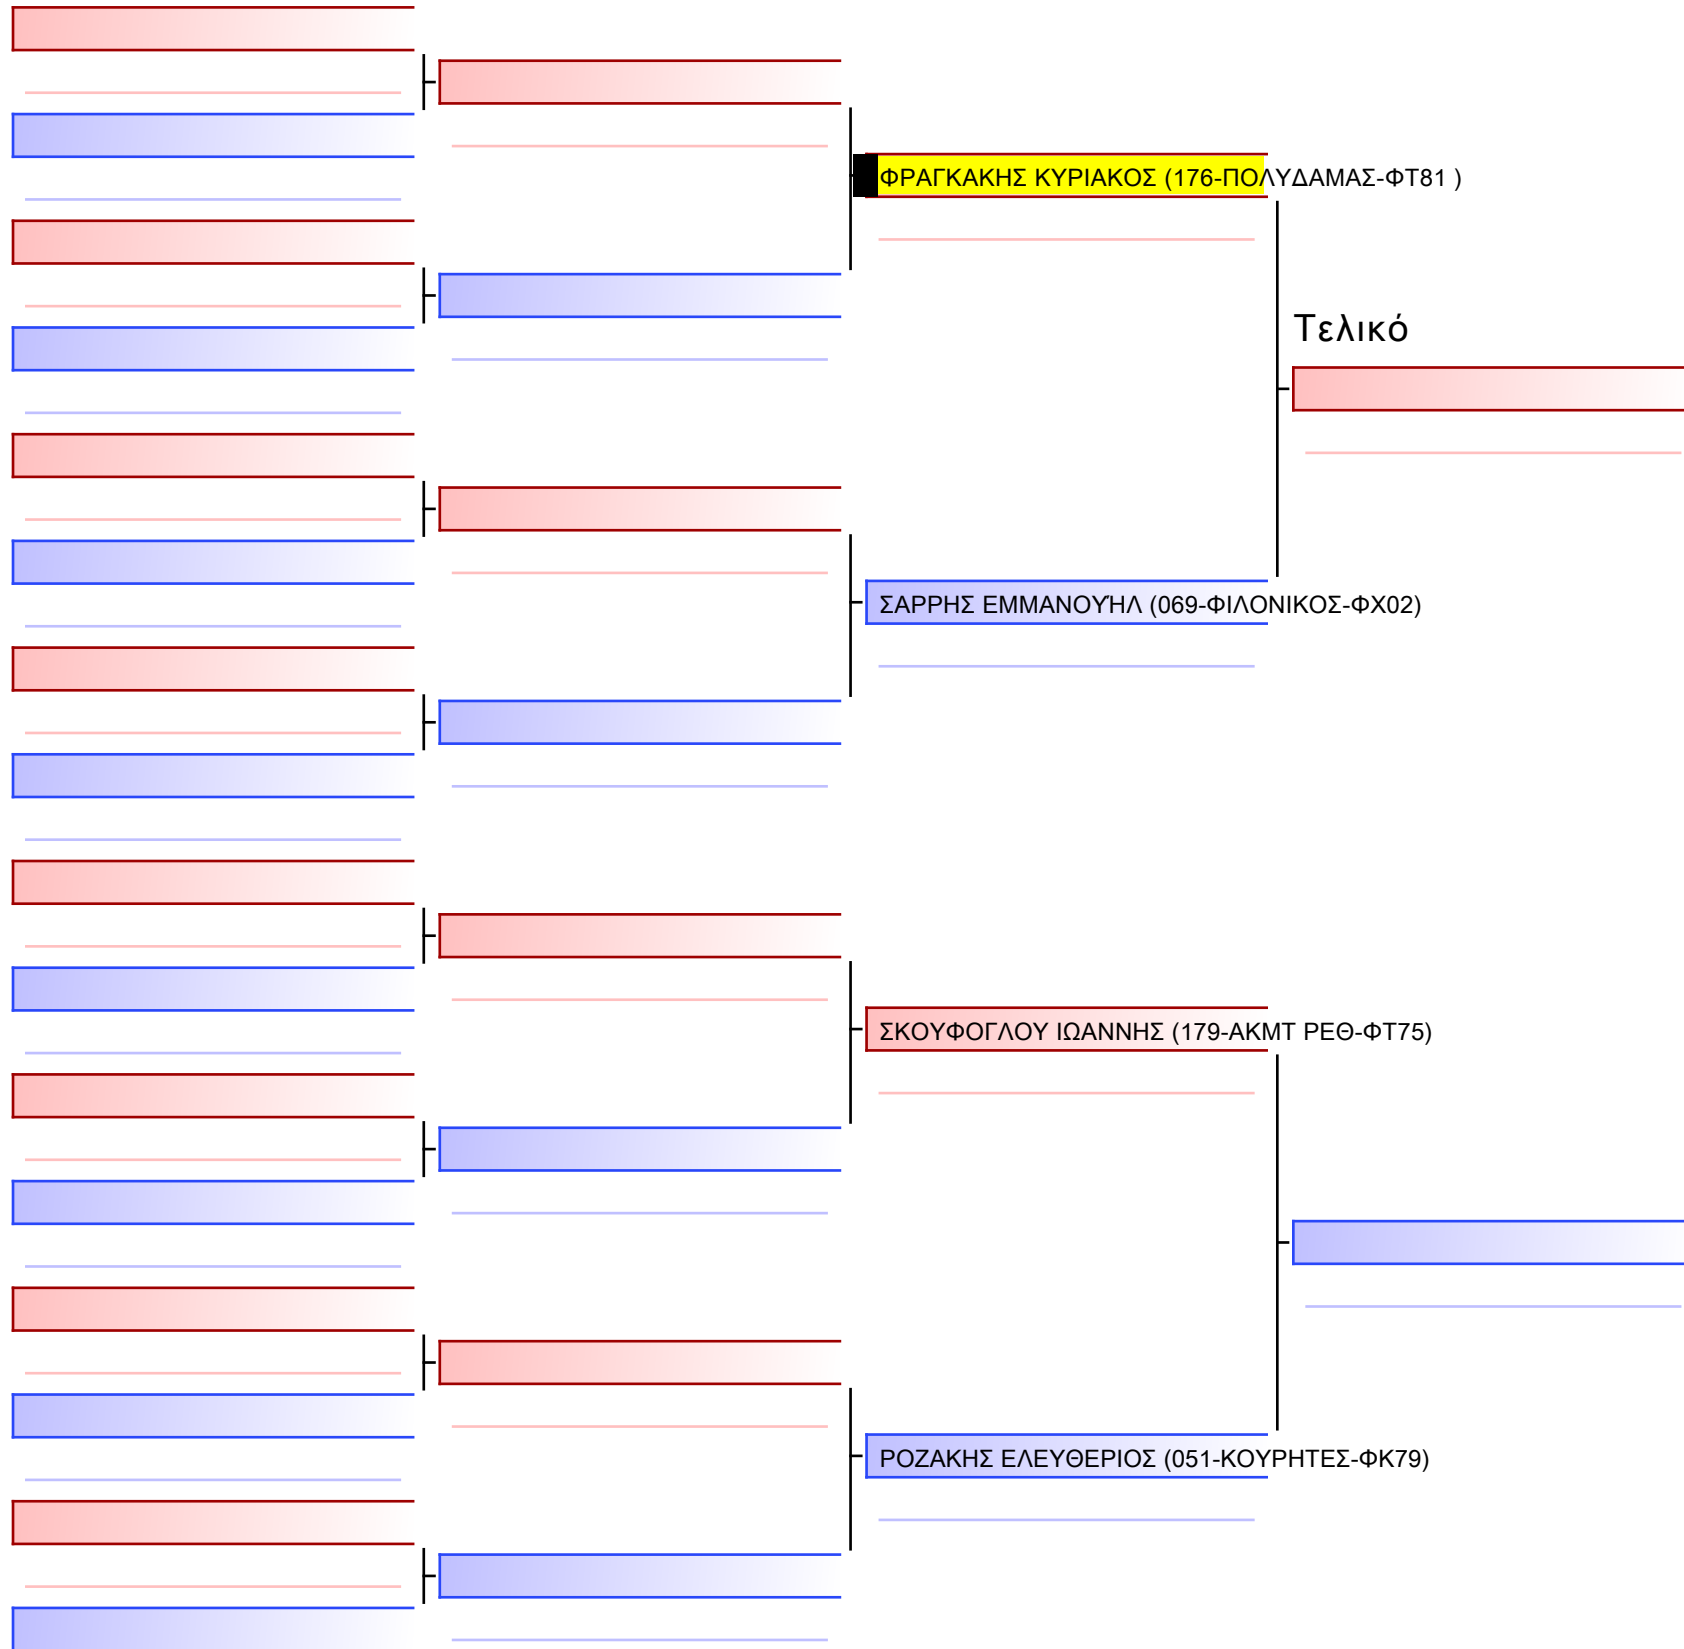 ΦΡΑΓΚΑΚΗΣ ΚΥΡΙΑΚΟΣ (176-ΠΟΛΥΔΑΜΑΣ-ΦΤ81 )
Τελικό
ΣΑΡΡΗΣ ΕΜΜΑΝΟΥΉΛ (069-ΦΙΛΟΝΙΚΟΣ-ΦΧ02)
ΣΚΟΥΦΟΓΛΟΥ ΙΩΑΝΝΗΣ (179-ΑΚΜΤ ΡΕΘ-ΦΤ75)
ΡΟΖΑΚΗΣ ΕΛΕΥΘΕΡΙΟΣ (051-ΚΟΥΡΗΤΕΣ-ΦΚ79)